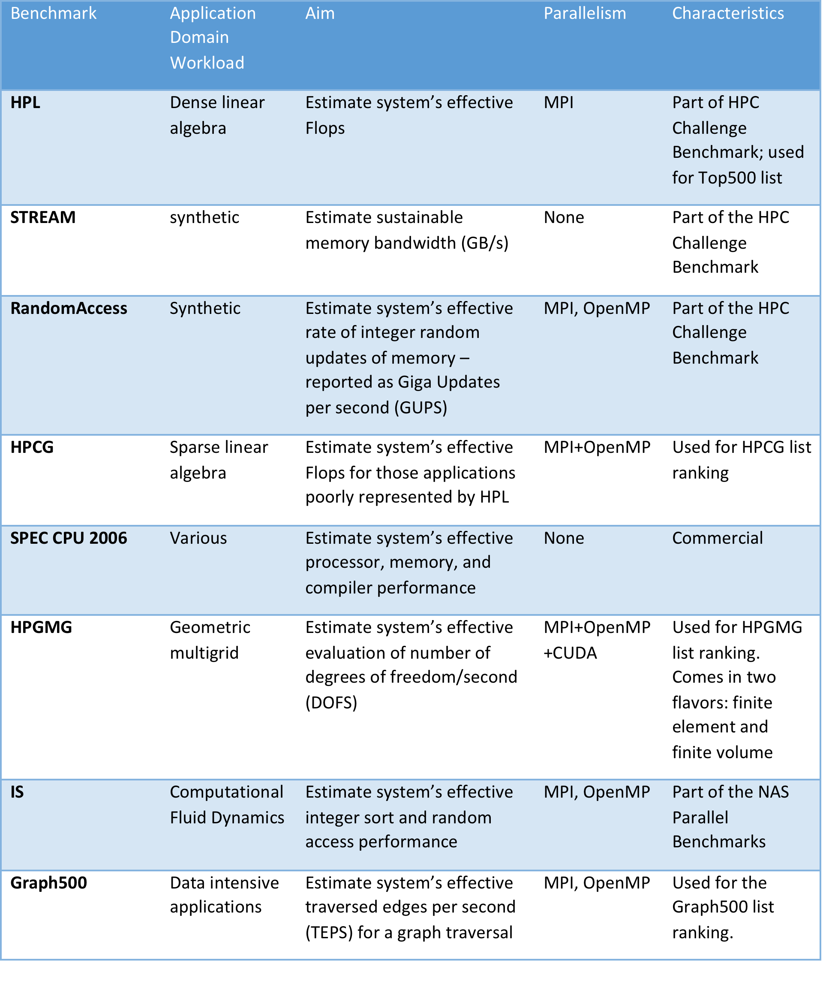 Benchmark
Application
Domain
Workload
Aim
Parallelism
Characteristics
HPL
Dense linear
algebra
Estimate system’s effective
Flops
MPI
Part of HPC
Challenge
Benchmark; used
for Top500 list
STREAM
synthetic
Estimate sustainable
memory bandwidth (GB/s)
None
Part of the HPC
Challenge
Benchmark
RandomAccess
Synthetic
Estimate system’s effective
rate of integer random
updates of memory –
reported as Giga Updates
per second (GUPS)
MPI, OpenMP
Part of the HPC
Challenge
Benchmark
HPCG
Sparse linear
algebra
Estimate system’s effective
Flops for those applications
poorly represented by HPL
MPI+OpenMP
Used for HPCG list
ranking
SPEC CPU 2006
Various
Estimate system’s effective
processor, memory, and
compiler performance
None
Commercial
HPGMG
Geometric
multigrid
Estimate system’s effective
evaluation of number of
degrees of freedom/second
(DOFS)
MPI+OpenMP
+CUDA
Used for HPGMG
list ranking.
Comes in two
flavors: finite
element and
finite volume
IS
Computational
Fluid Dynamics
Estimate system’s effective
integer sort and random
access performance
MPI, OpenMP
Part of the NAS
Parallel
Benchmarks
Graph500
Data intensive
applications
Estimate system’s effective
traversed edges per second
(TEPS) for a graph traversal
MPI, OpenMP
Used for the
Graph500 list
ranking.